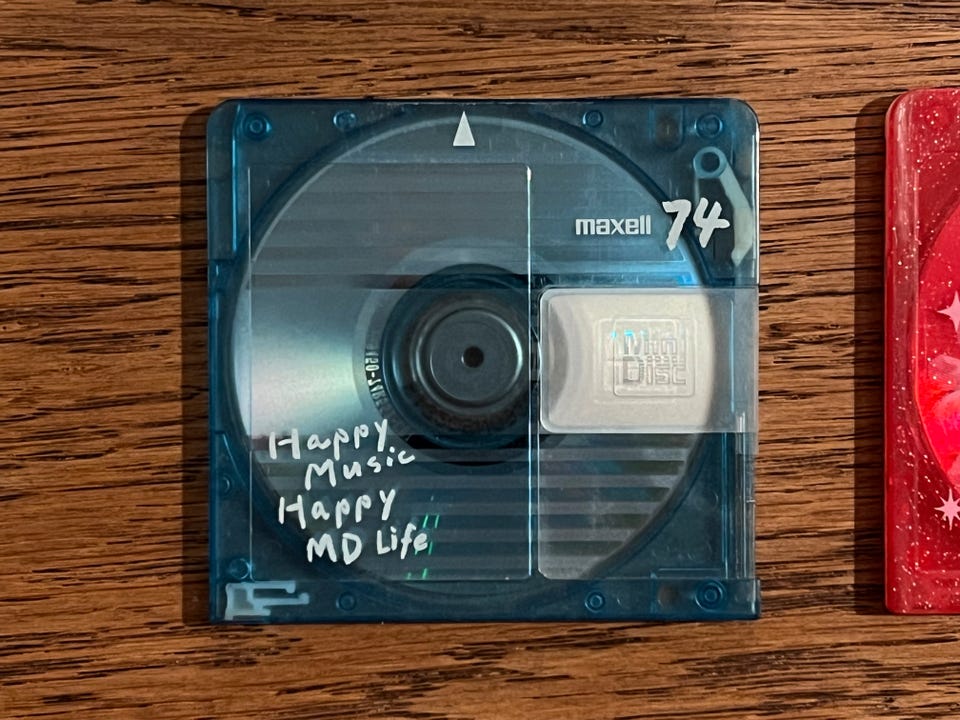 maxell 74
Mini
Disc
Happy
Music
Happy
MD Life